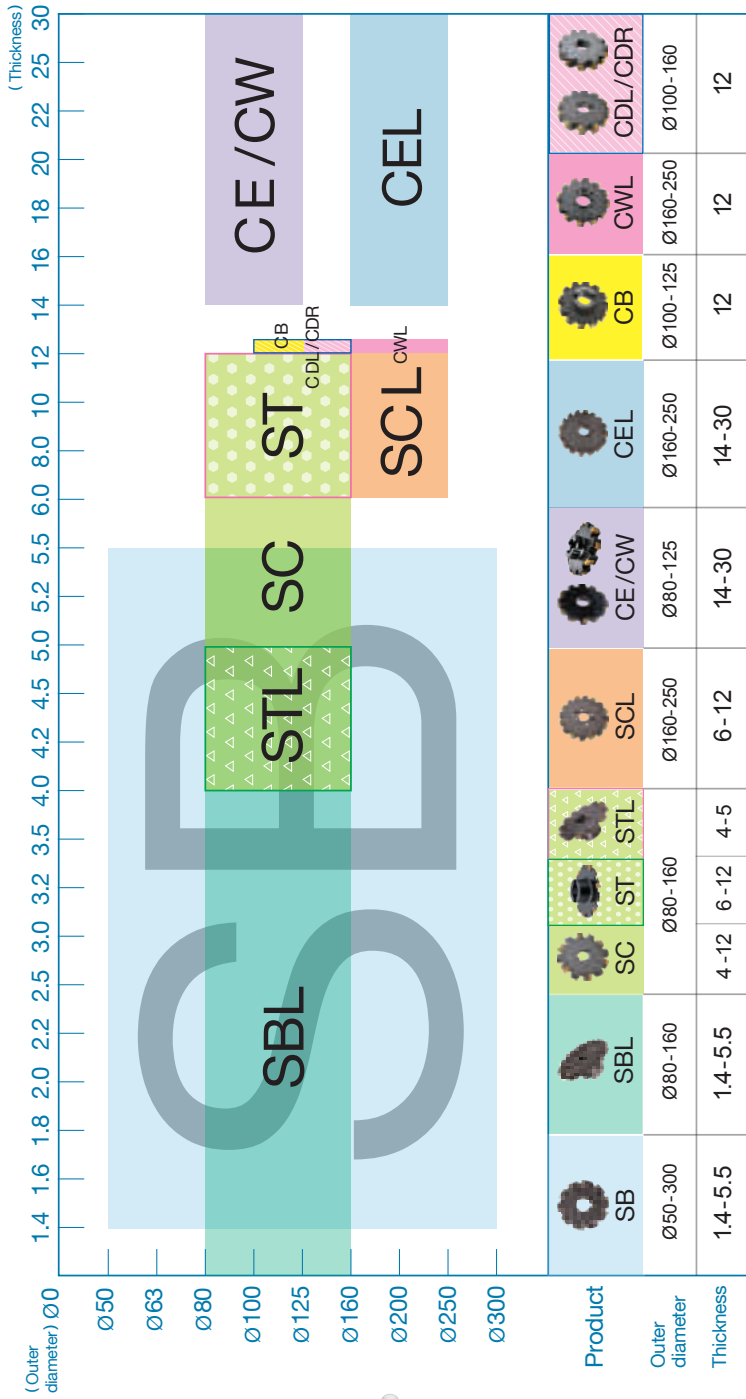 (Thickness)
1.4 1.6 1.8 2.0 2.2 2.5 3.0 3.2 3.5 4.0 4.2 4.5 5.0 5.2 5.5 6.0 8.0 10 12 14 16 18 20 22 25 30
(Outer
diameter)
Ø0
Ø50
Ø63
Ø80
Ø100
Ø125
Ø160
Ø200
Ø250
Ø300
SB
SBL
STL
SC
ST
CB
CDL/CDR
SCL
CWL
CE/CW
CEL
Product SB SBL SC ST STL SCL CE/CW CEL CB CWL CDL/CDR
Outer
diameter
Ø50-300 Ø80-160 Ø80-160 Ø160-250 Ø80-125 Ø160-250 Ø100-125 Ø160-250 Ø100-160
Thickness 1.4-5.5 1.4-5.5 4-12 6-12 4-5 6-12 14-30 14-30 12 12 12